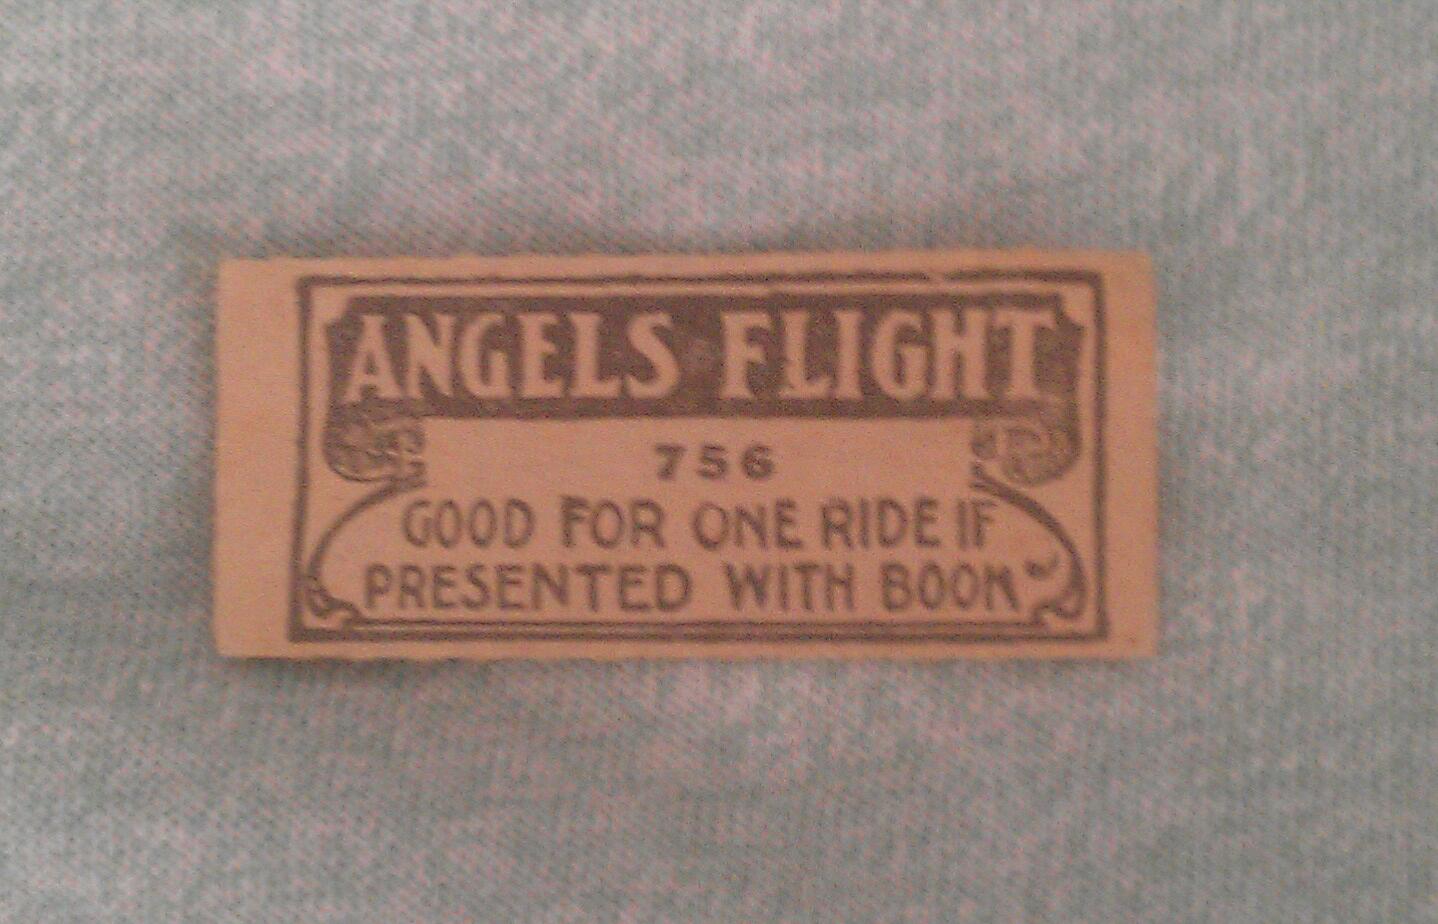 ANGELS FLIGHT
756
GOOD FOR ONE RIDE IF
PRESENTED WITH BOOK